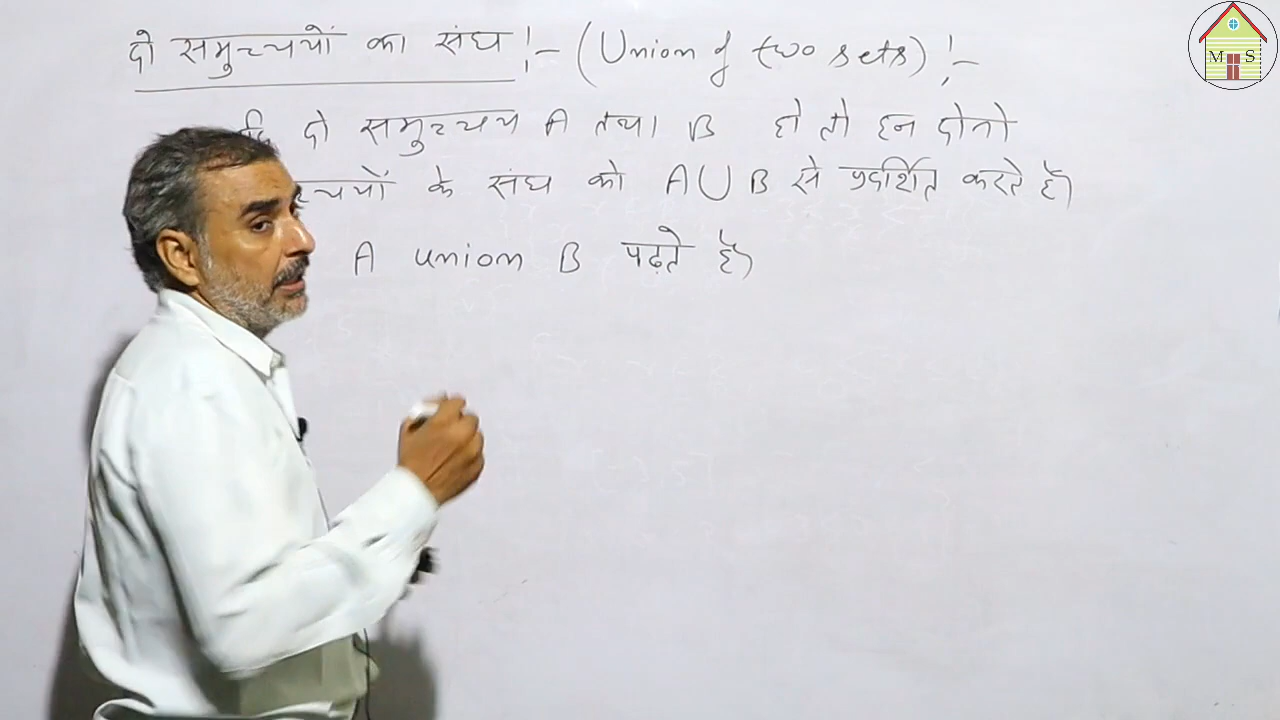 दो समुच्चयों का संघ :- (Union of two sets) :-
M S
दो समुच्चय A तथा B हो तो इन दोनो
के संघ को A∪B से प्रदर्शित करते है।
A union B पढ़ते है।